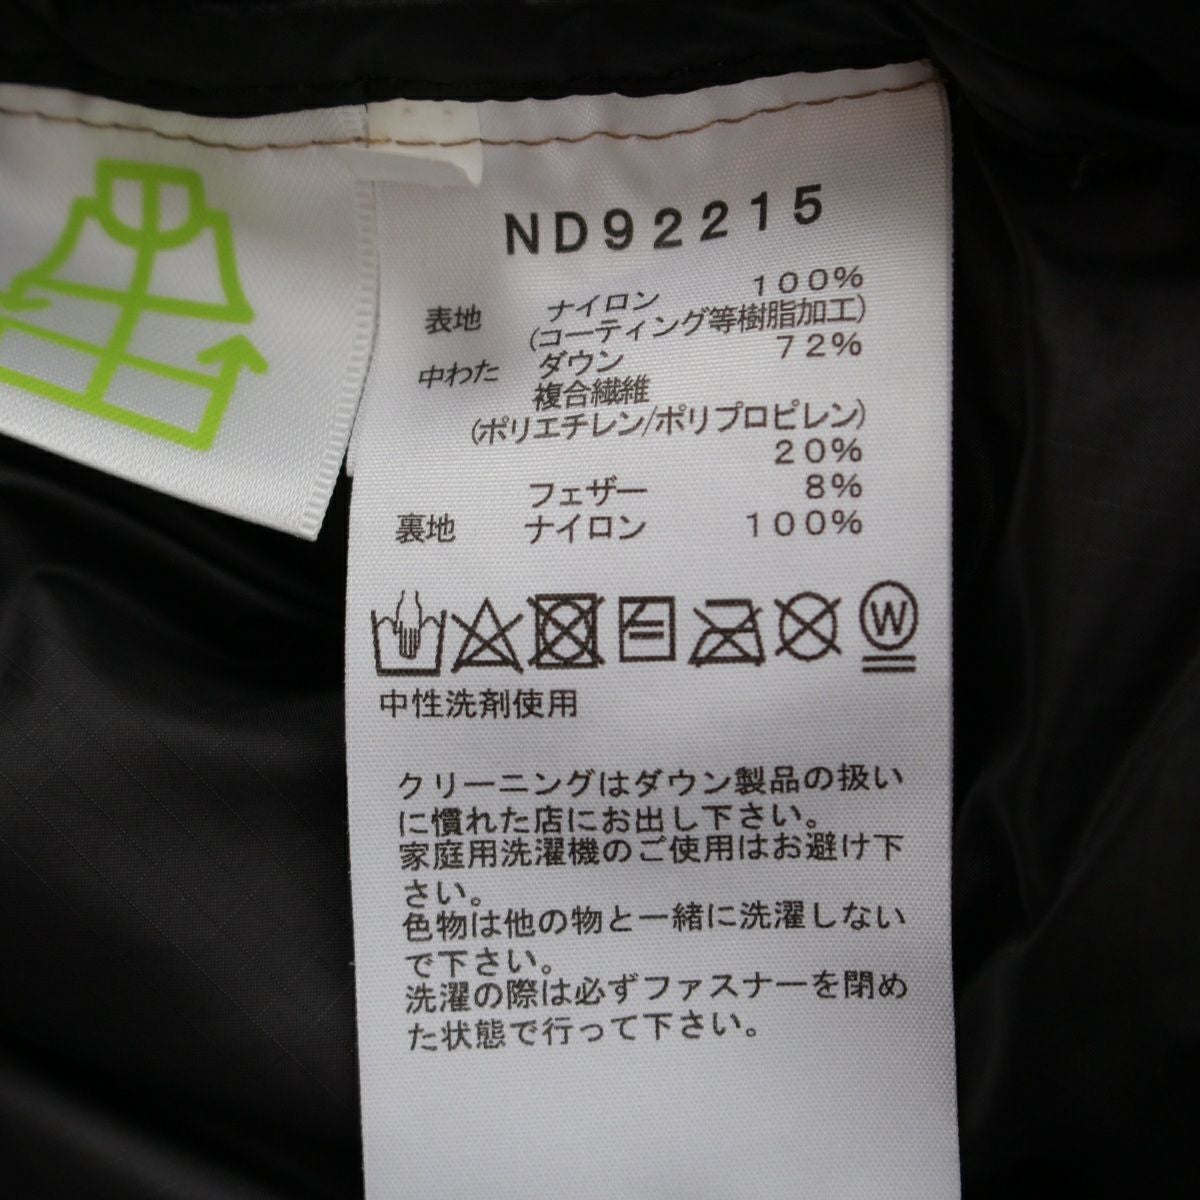 ND92215
表地 ナイロン 100%
(コーティング等樹脂加工)
中わた ダウン 72%
複合繊維
(ポリエチレン/ポリプロピレン)
20%
フェザー 8%
裏地 ナイロン 100%
W
中性洗剤使用
クリーニングはダウン製品の扱い
に慣れた店にお出し下さい。
家庭用洗濯機のご使用はお避け下
さい。
色物は他の物と一緒に洗濯しない
で下さい。
洗濯の際は必ずファスナーを閉め
た状態で行って下さい。